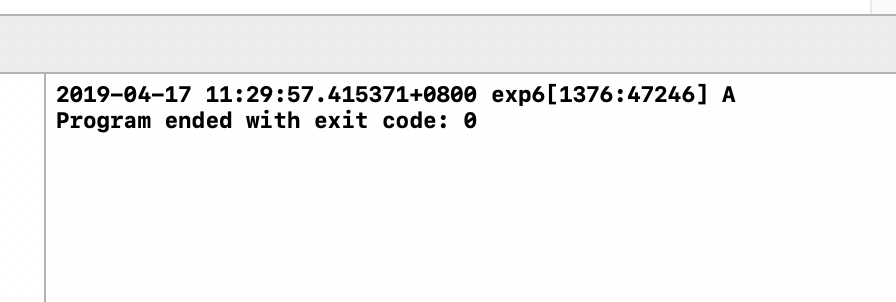 2019-04-17 11:29:57.415371+0800 exp6[1376:47246] A
Program ended with exit code: 0